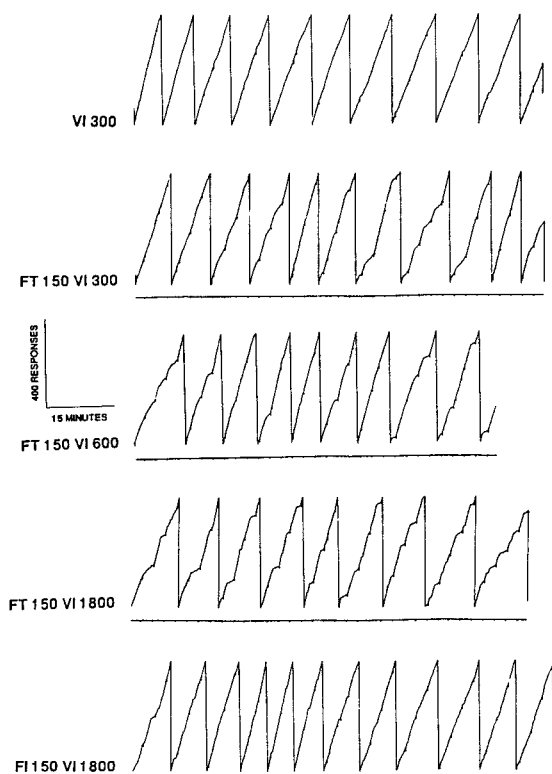 VI 300
FT 150 VI 300
400 RESPONSES
15 MINUTES
FT 150 VI 600
FT 150 VI 1800
FI 150 VI 1800